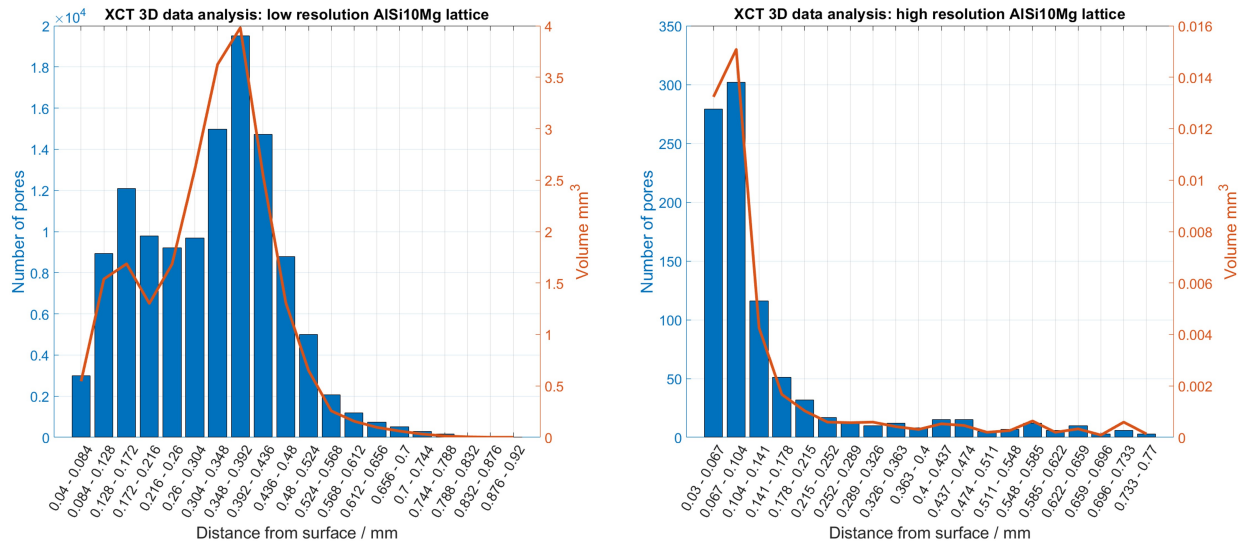 XCT 3D data analysis: low resolution AlSi10Mg lattice
×10⁴
2
1.8
1.6
1.4
1.2
1
0.8
0.6
0.4
0.2
0
Number of pores
4
3.5
3
2.5
2
1.5
1
0.5
0
Volume mm³
0.04 - 0.084
0.084 - 0.128
0.128 - 0.172
0.172 - 0.216
0.216 - 0.26
0.26 - 0.304
0.304 - 0.348
0.348 - 0.392
0.392 - 0.436
0.436 - 0.48
0.48 - 0.524
0.524 - 0.568
0.568 - 0.612
0.612 - 0.656
0.656 - 0.7
0.7 - 0.744
0.744 - 0.788
0.788 - 0.832
0.832 - 0.876
0.876 - 0.92
Distance from surface / mm
XCT 3D data analysis: high resolution AlSi10Mg lattice
350
300
250
200
150
100
50
0
Number of pores
0.016
0.014
0.012
0.01
0.008
0.006
0.004
0.002
0
Volume mm³
0.03 - 0.067
0.067 - 0.104
0.104 - 0.141
0.141 - 0.178
0.178 - 0.215
0.215 - 0.252
0.252 - 0.289
0.289 - 0.326
0.326 - 0.363
0.363 - 0.4
0.4 - 0.437
0.437 - 0.474
0.474 - 0.511
0.511 - 0.548
0.548 - 0.585
0.585 - 0.622
0.622 - 0.659
0.659 - 0.696
0.696 - 0.733
0.733 - 0.77
Distance from surface / mm